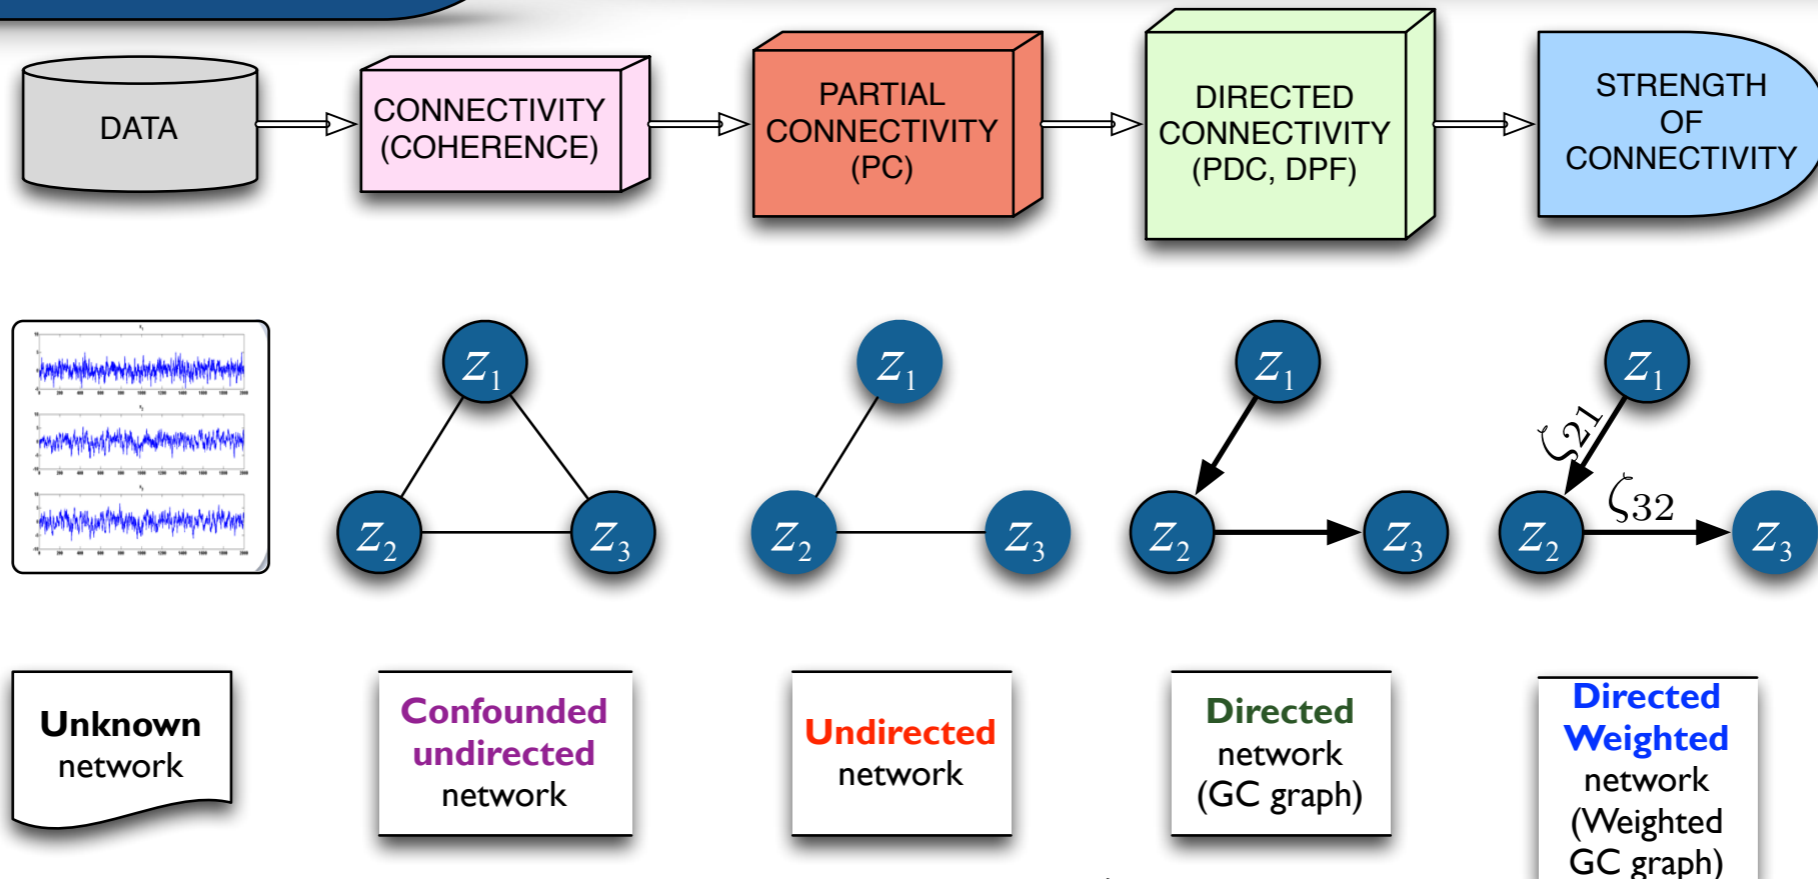 DATA
CONNECTIVITY
(COHERENCE)
PARTIAL
CONNECTIVITY
(PC)
DIRECTED
CONNECTIVITY
(PDC, DPF)
STRENGTH
OF
CONNECTIVITY
z₁
z₂
z₃
z₁
z₂
z₃
z₁
z₂
z₃
z₁
ζ₂₁
ζ₃₂
z₂
z₃
Unknown
network
Confounded
undirected
network
Undirected
network
Directed
network
(GC graph)
Directed
Weighted
network
(Weighted
GC graph)